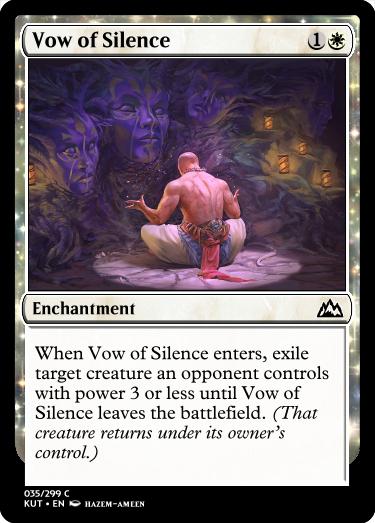 Vow of Silence 1
Enchantment
When Vow of Silence enters, exile
target creature an opponent controls
with power 3 or less until Vow of
Silence leaves the battlefield. (That
creature returns under its owner's
control.)
035/299 C
KUT • EN HAZEM-AMEEN